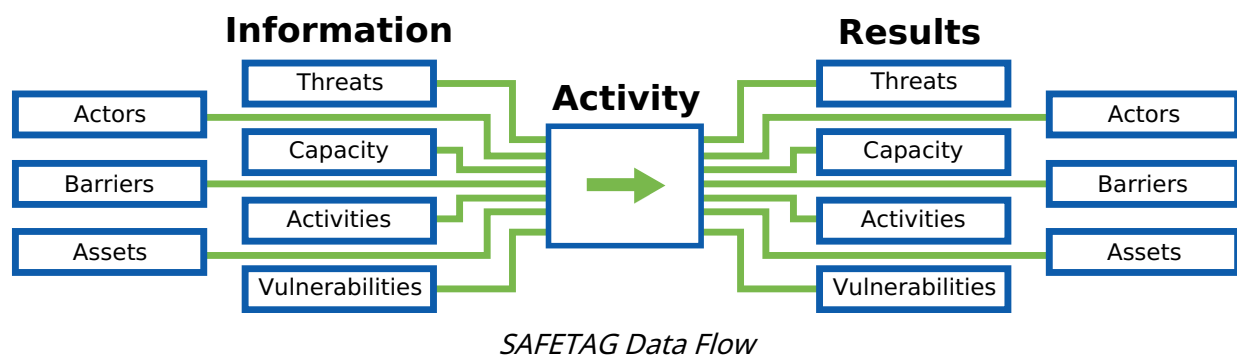 Information
Results
Activity
Threats
Actors
Capacity
Barriers
Activities
Assets
Vulnerabilities
Threats
Actors
Capacity
Barriers
Activities
Assets
Vulnerabilities
SAFETAG Data Flow